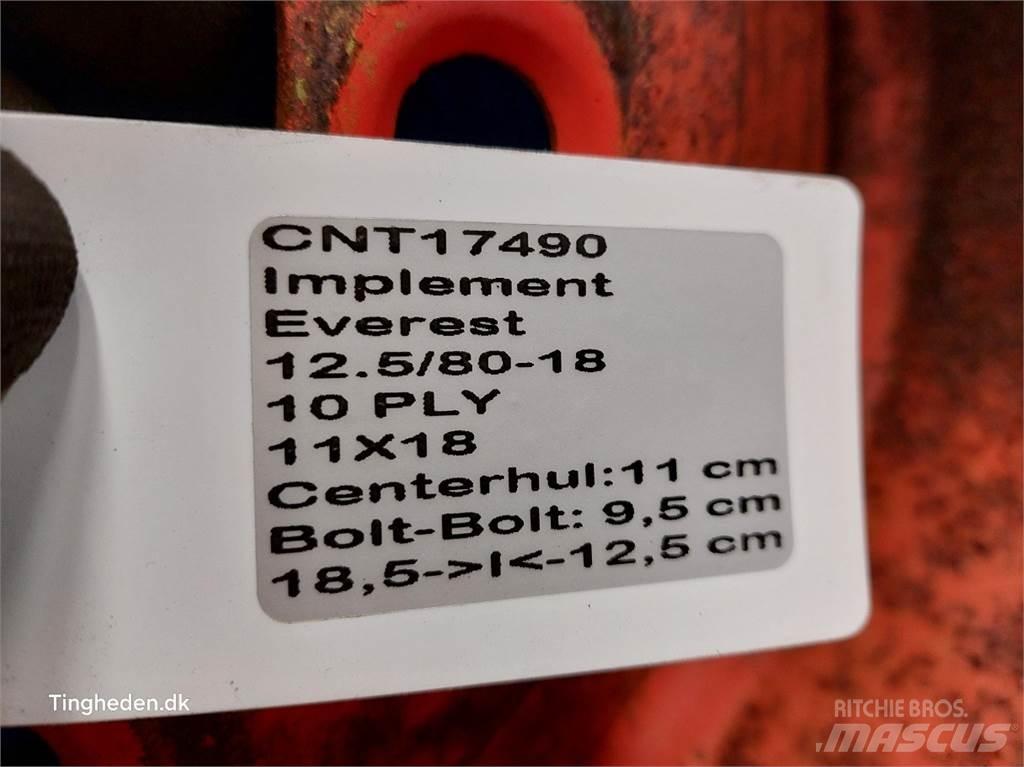 CNT17490
Implement
Everest
12.5/80-18
10 PLY
11X18
Centerhul:11 cm
Bolt-Bolt: 9,5 cm
18,5->I<-12,5 cm
Tingheden.dk
RITCHIE BROS.
MASCUS